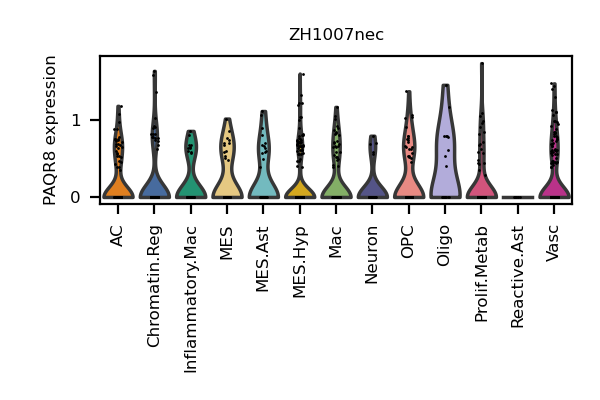 ZH1007nec
PAQR8 expression
1
0
AC
Chromatin.Reg
Inflammatory.Mac
MES
MES.Ast
MES.Hyp
Mac
Neuron
OPC
Oligo
Prolif.Metab
Reactive.Ast
Vasc